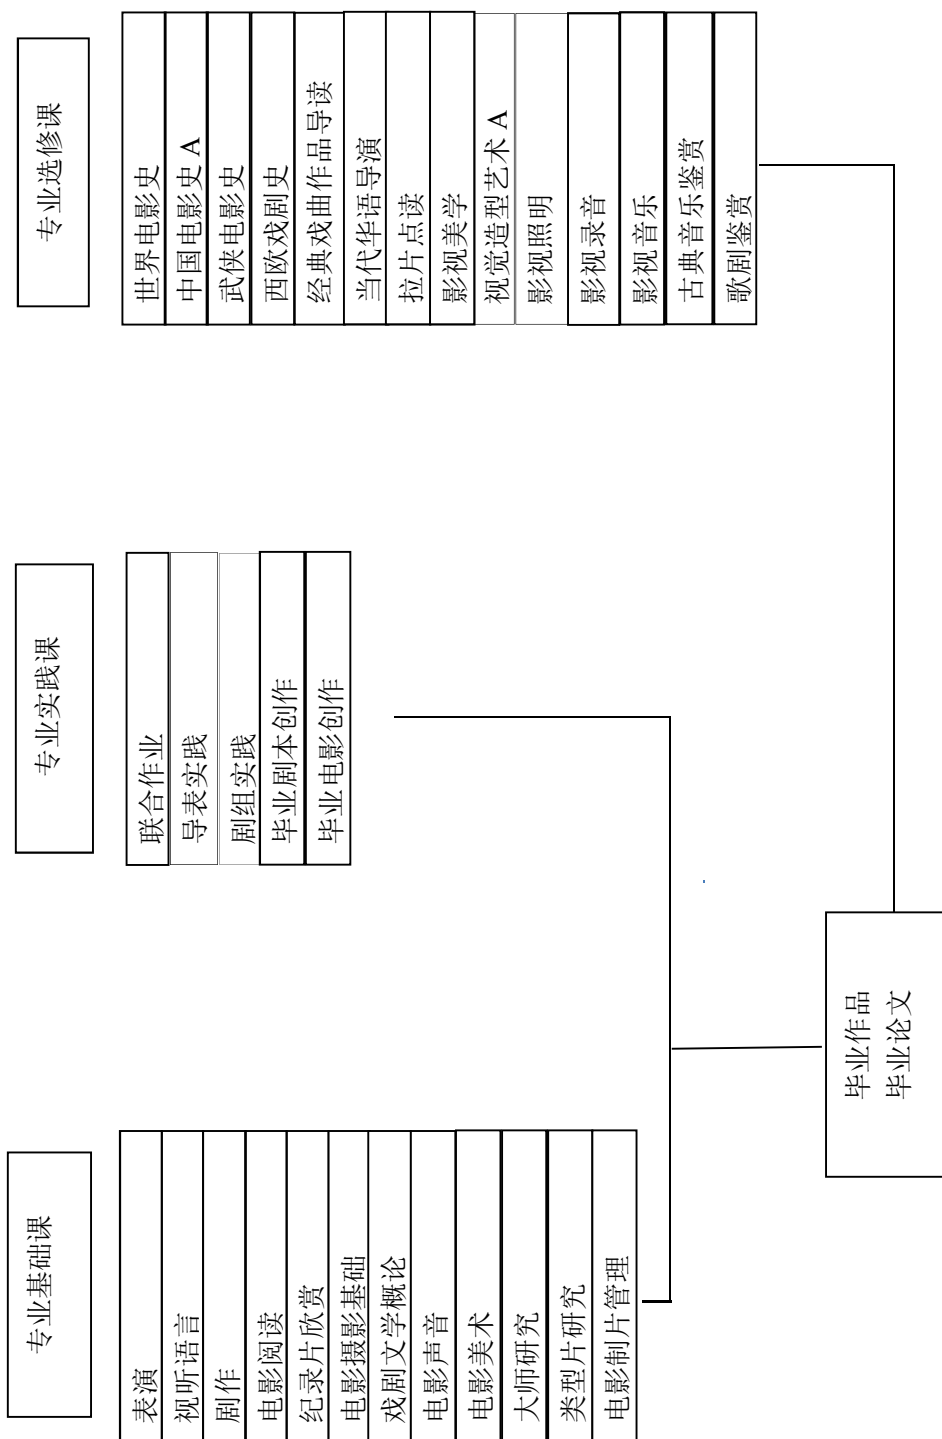 专业基础课
表演
视听语言
剧作
电影阅读
纪录片欣赏
电影摄影基础
戏剧文学概论
电影声音
电影美术
大师研究
类型片研究
电影制片管理
专业实践课
联合作业
导表实践
剧组实践
毕业剧本创作
毕业电影创作
专业选修课
世界电影史
中国电影史 A
武侠电影史
西欧戏剧史
经典戏曲作品导读
当代华语导演
拉片点读
影视美学
视觉造型艺术 A
影视照明
影视录音
影视音乐
古典音乐鉴赏
歌剧鉴赏
毕业作品
毕业论文